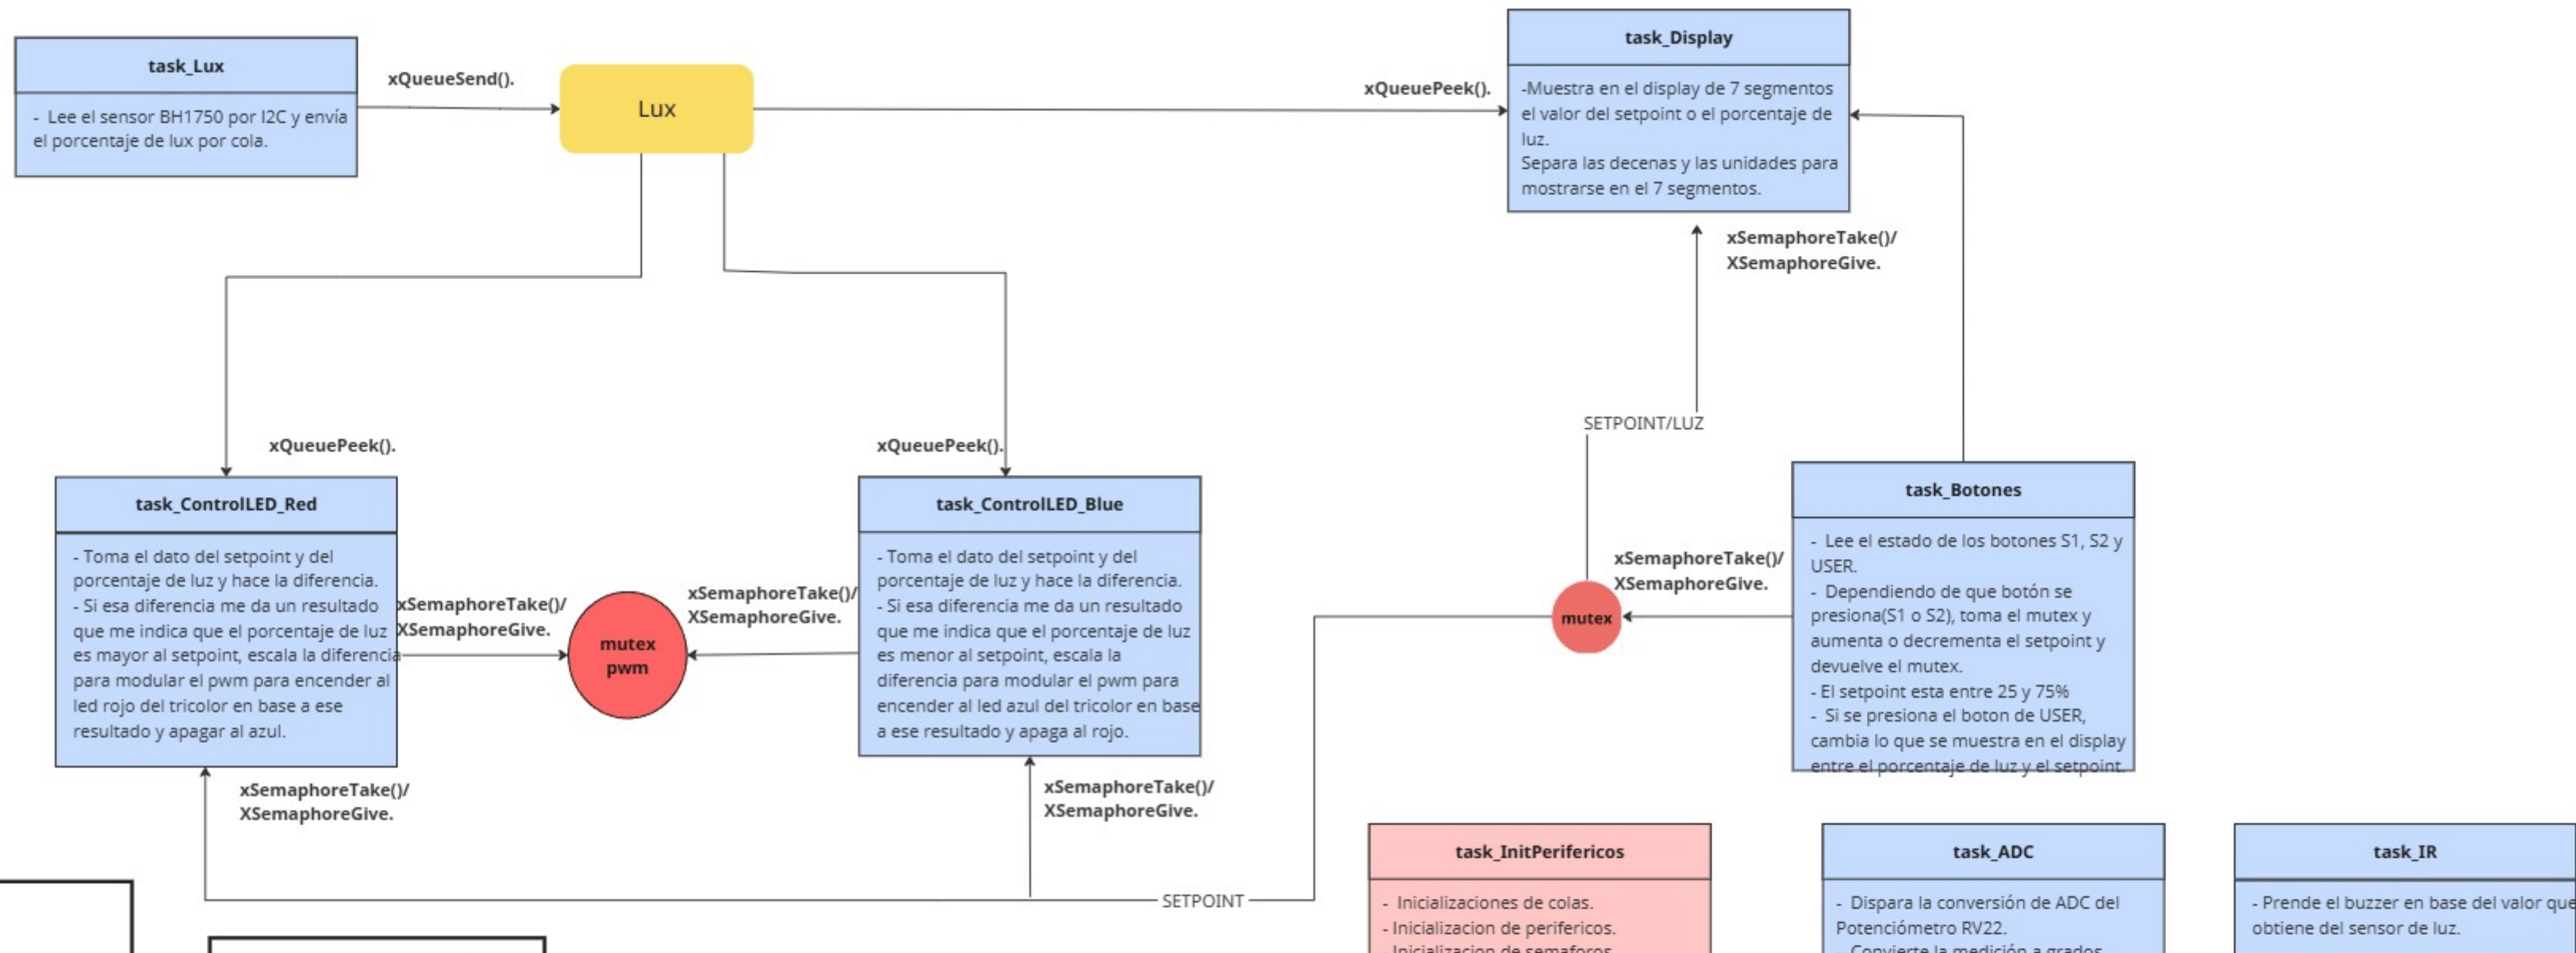 task_Lux
- Lee el sensor BH1750 por I2C y envía
el porcentaje de lux por cola.
xQueueSend().
Lux
xQueuePeek().
task_Display
-Muestra en el display de 7 segmentos
el valor del setpoint o el porcentaje de
luz.
Separa las decenas y las unidades para
mostrarse en el 7 segmentos.
xSemaphoreTake()/
XSemaphoreGive.
SETPOINT/LUZ
xQueuePeek().
xQueuePeek().
task_ControlLED_Red
- Toma el dato del setpoint y del
porcentaje de luz y hace la diferencia.
- Si esa diferencia me da un resultado
que me indica que el porcentaje de luz
es mayor al setpoint, escala la diferencia
para modular el pwm para encender al
led rojo del tricolor en base a ese
resultado y apagar al azul.
xSemaphoreTake()/
XSemaphoreGive.
mutex
pwm
xSemaphoreTake()/
XSemaphoreGive.
task_ControlLED_Blue
- Toma el dato del setpoint y del
porcentaje de luz y hace la diferencia.
- Si esa diferencia me da un resultado
que me indica que el porcentaje de luz
es menor al setpoint, escala la
diferencia para modular el pwm para
encender al led azul del tricolor en base
a ese resultado y apaga al rojo.
mutex
xSemaphoreTake()/
XSemaphoreGive.
task_Botones
- Lee el estado de los botones S1, S2 y
USER.
- Dependiendo de que botón se
presiona(S1 o S2), toma el mutex y
aumenta o decrementa el setpoint y
devuelve el mutex.
- El setpoint esta entre 25 y 75%
- Si se presiona el boton de USER,
cambia lo que se muestra en el display
entre el porcentaje de luz y el setpoint.
xSemaphoreTake()/
XSemaphoreGive.
xSemaphoreTake()/
XSemaphoreGive.
SETPOINT
task_InitPerifericos
- Inicializaciones de colas.
- Inicializacion de perifericos.
- Inicializacion de semaforos
task_ADC
- Dispara la conversión de ADC del
Potenciómetro RV22.
- Convierte la medición a grados
task_IR
- Prende el buzzer en base del valor que
obtiene del sensor de luz.